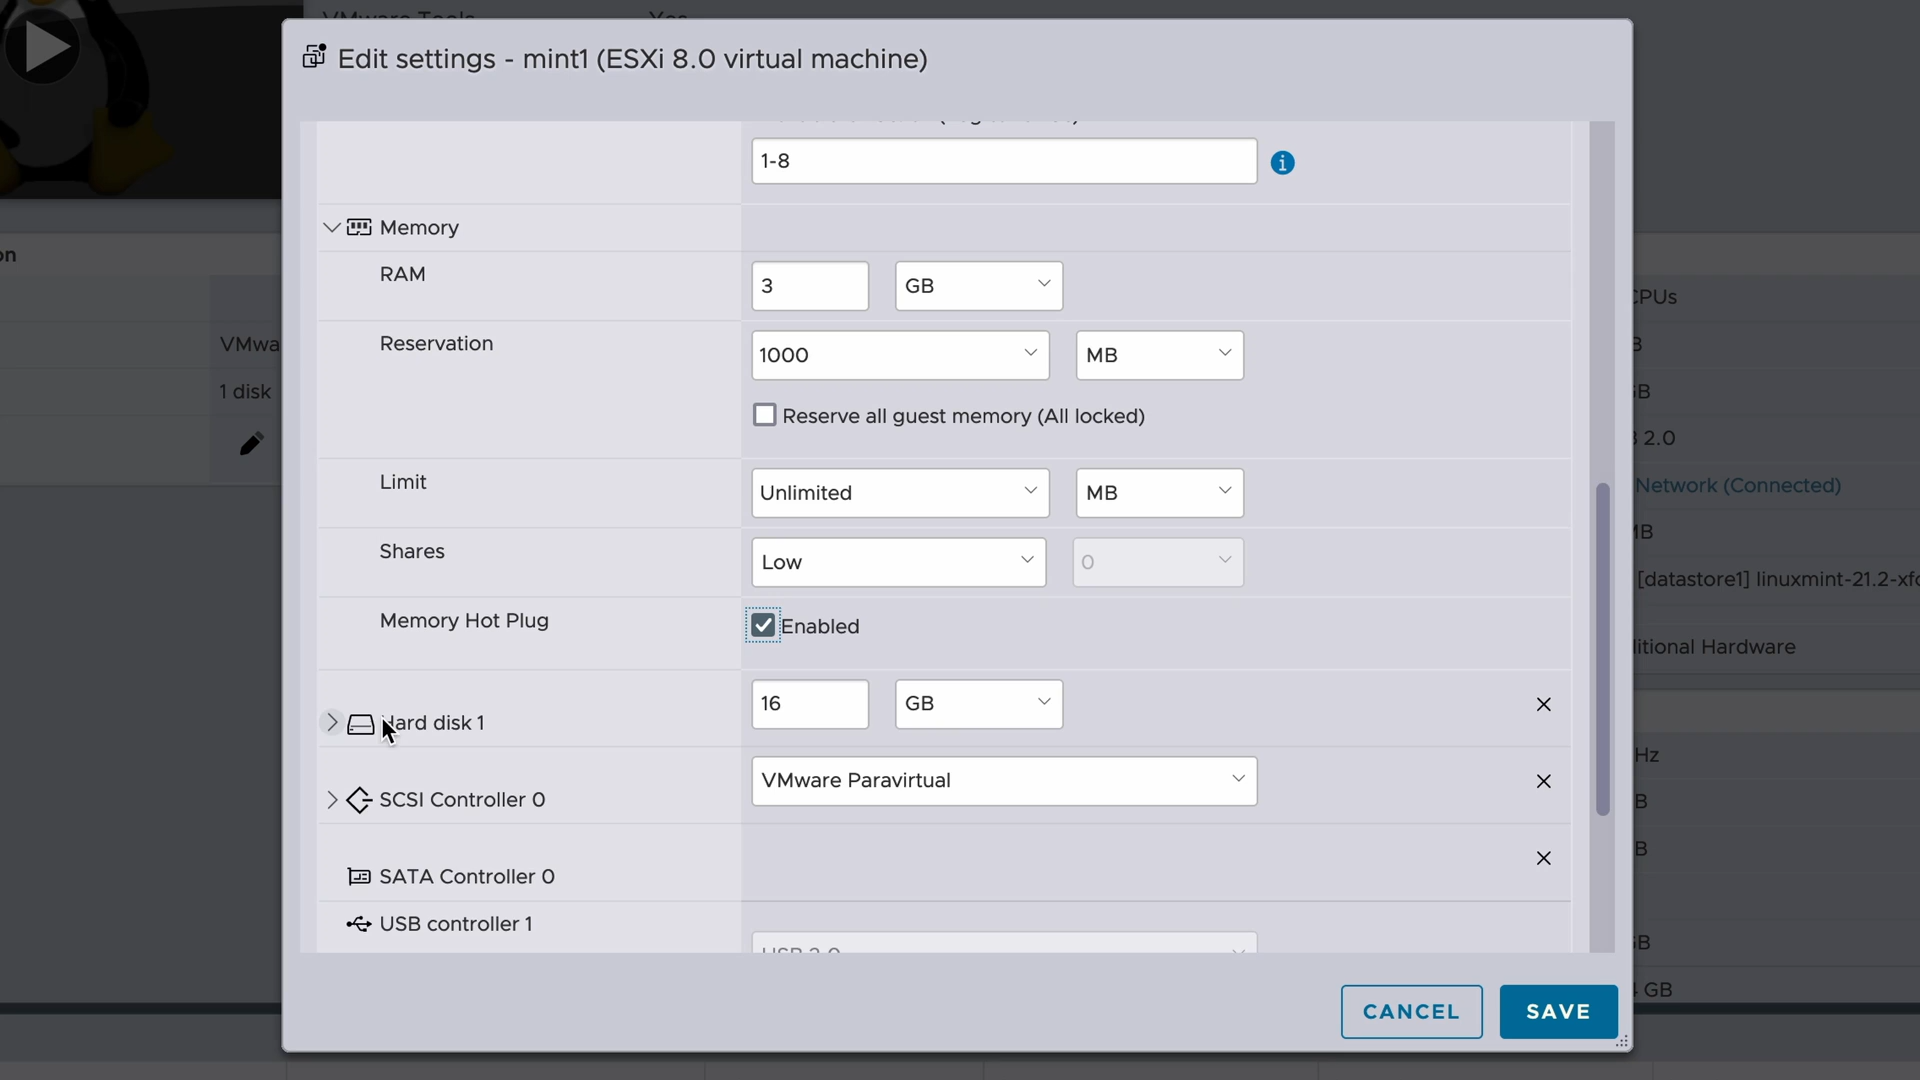 VMware Tools Yes
Edit settings - mint1 (ESXi 8.0 virtual machine)
1-8
Memory
RAM
3
GB
Reservation
1000
MB
Reserve all guest memory (All locked)
Limit
Unlimited
MB
Shares
Low
0
Memory Hot Plug
Enabled
Hard disk 1
16
GB
SCSI Controller 0
VMware Paravirtual
SATA Controller 0
USB controller 1
CANCEL
SAVE
on
VMwa
1 disk
CPUs
B
GB
2.0
Network (Connected)
MB
[datastore1] linuxmint-21.2-xfc
ditional Hardware
Hz
B
B
GB
GB